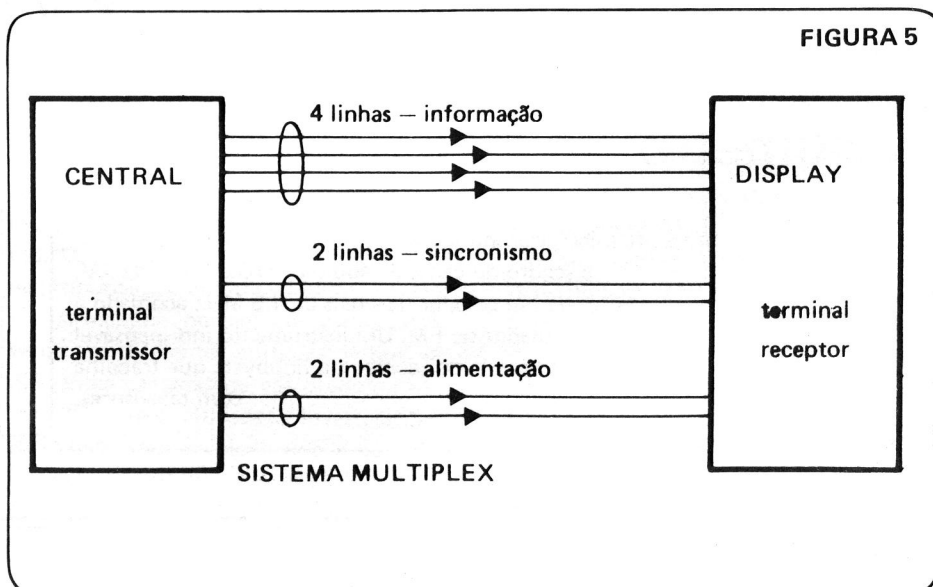 FIGURA 5
4 linhas — informação
CENTRAL
DISPLAY
2 linhas — sincronismo
terminal
transmissor
terminal
receptor
2 linhas — alimentação
SISTEMA MULTIPLEX